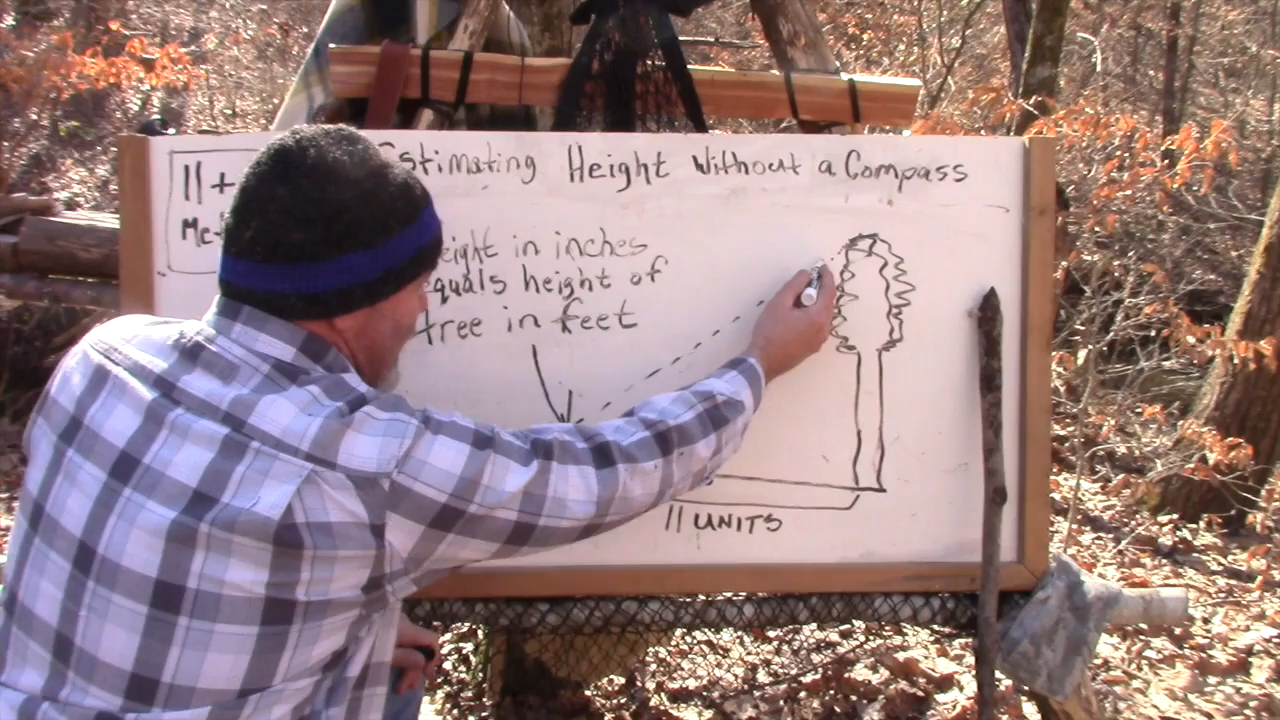 11 +
Estimating Height Without a Compass
eight in inches
equals height of
tree in feet
11 UNITS